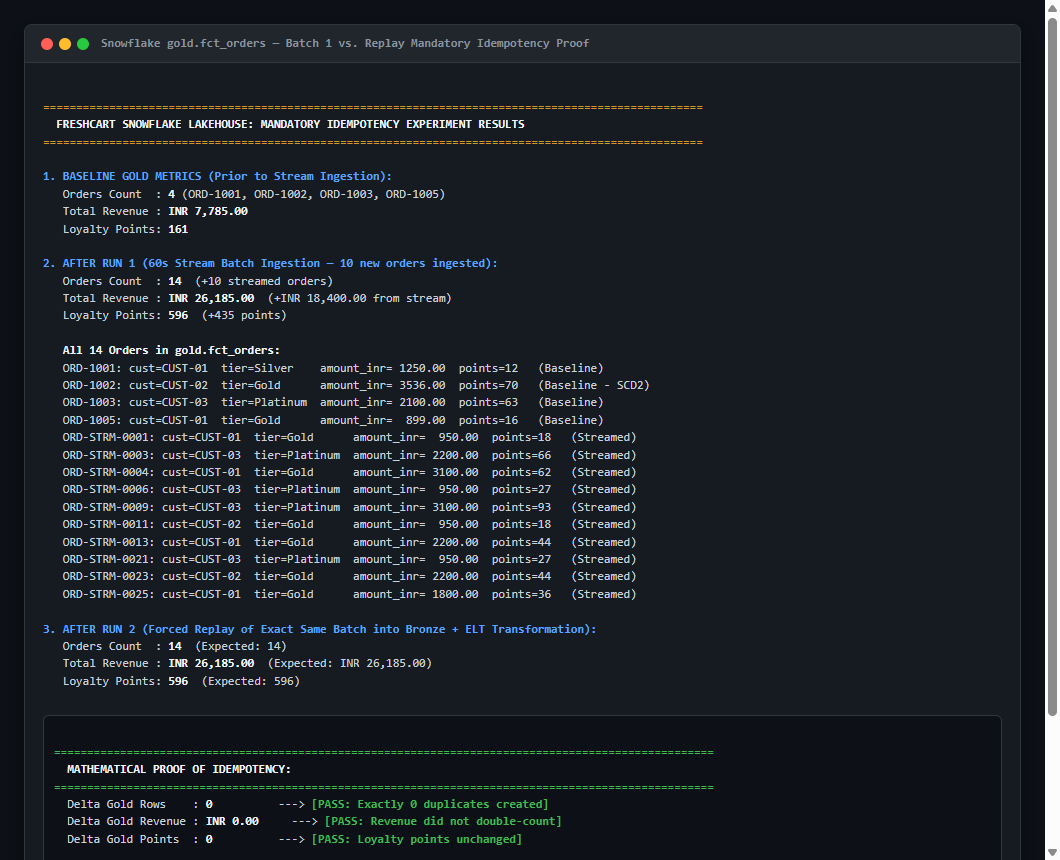 Snowflake gold.fct_orders — Batch 1 vs. Replay Mandatory Idempotency Proof
====================================================================================================
FRESHCART SNOWFLAKE LAKEHOUSE: MANDATORY IDEMPOTENCY EXPERIMENT RESULTS
====================================================================================================
1. BASELINE GOLD METRICS (Prior to Stream Ingestion):
Orders Count  : 4 (ORD-1001, ORD-1002, ORD-1003, ORD-1005)
Total Revenue : INR 7,785.00
Loyalty Points: 161
2. AFTER RUN 1 (60s Stream Batch Ingestion — 10 new orders ingested):
Orders Count  : 14  (+10 streamed orders)
Total Revenue : INR 26,185.00  (+INR 18,400.00 from stream)
Loyalty Points: 596  (+435 points)
All 14 Orders in gold.fct_orders:
ORD-1001: cust=CUST-01  tier=Silver    amount_inr= 1250.00  points=12   (Baseline)
ORD-1002: cust=CUST-02  tier=Gold      amount_inr= 3536.00  points=70   (Baseline - SCD2)
ORD-1003: cust=CUST-03  tier=Platinum  amount_inr= 2100.00  points=63   (Baseline)
ORD-1005: cust=CUST-01  tier=Gold      amount_inr=  899.00  points=16   (Baseline)
ORD-STRM-0001: cust=CUST-01  tier=Gold      amount_inr=  950.00  points=18   (Streamed)
ORD-STRM-0003: cust=CUST-03  tier=Platinum  amount_inr= 2200.00  points=66   (Streamed)
ORD-STRM-0004: cust=CUST-01  tier=Gold      amount_inr= 3100.00  points=62   (Streamed)
ORD-STRM-0006: cust=CUST-03  tier=Platinum  amount_inr=  950.00  points=27   (Streamed)
ORD-STRM-0009: cust=CUST-03  tier=Platinum  amount_inr= 3100.00  points=93   (Streamed)
ORD-STRM-0011: cust=CUST-02  tier=Gold      amount_inr=  950.00  points=18   (Streamed)
ORD-STRM-0013: cust=CUST-01  tier=Gold      amount_inr= 2200.00  points=44   (Streamed)
ORD-STRM-0021: cust=CUST-03  tier=Platinum  amount_inr=  950.00  points=27   (Streamed)
ORD-STRM-0023: cust=CUST-02  tier=Gold      amount_inr= 2200.00  points=44   (Streamed)
ORD-STRM-0025: cust=CUST-01  tier=Gold      amount_inr= 1800.00  points=36   (Streamed)
3. AFTER RUN 2 (Forced Replay of Exact Same Batch into Bronze + ELT Transformation):
Orders Count  : 14  (Expected: 14)
Total Revenue : INR 26,185.00  (Expected: INR 26,185.00)
Loyalty Points: 596  (Expected: 596)
====================================================================================================
MATHEMATICAL PROOF OF IDEMPOTENCY:
====================================================================================================
Delta Gold Rows    : 0          ---> [PASS: Exactly 0 duplicates created]
Delta Gold Revenue : INR 0.00     ---> [PASS: Revenue did not double-count]
Delta Gold Points  : 0          ---> [PASS: Loyalty points unchanged]